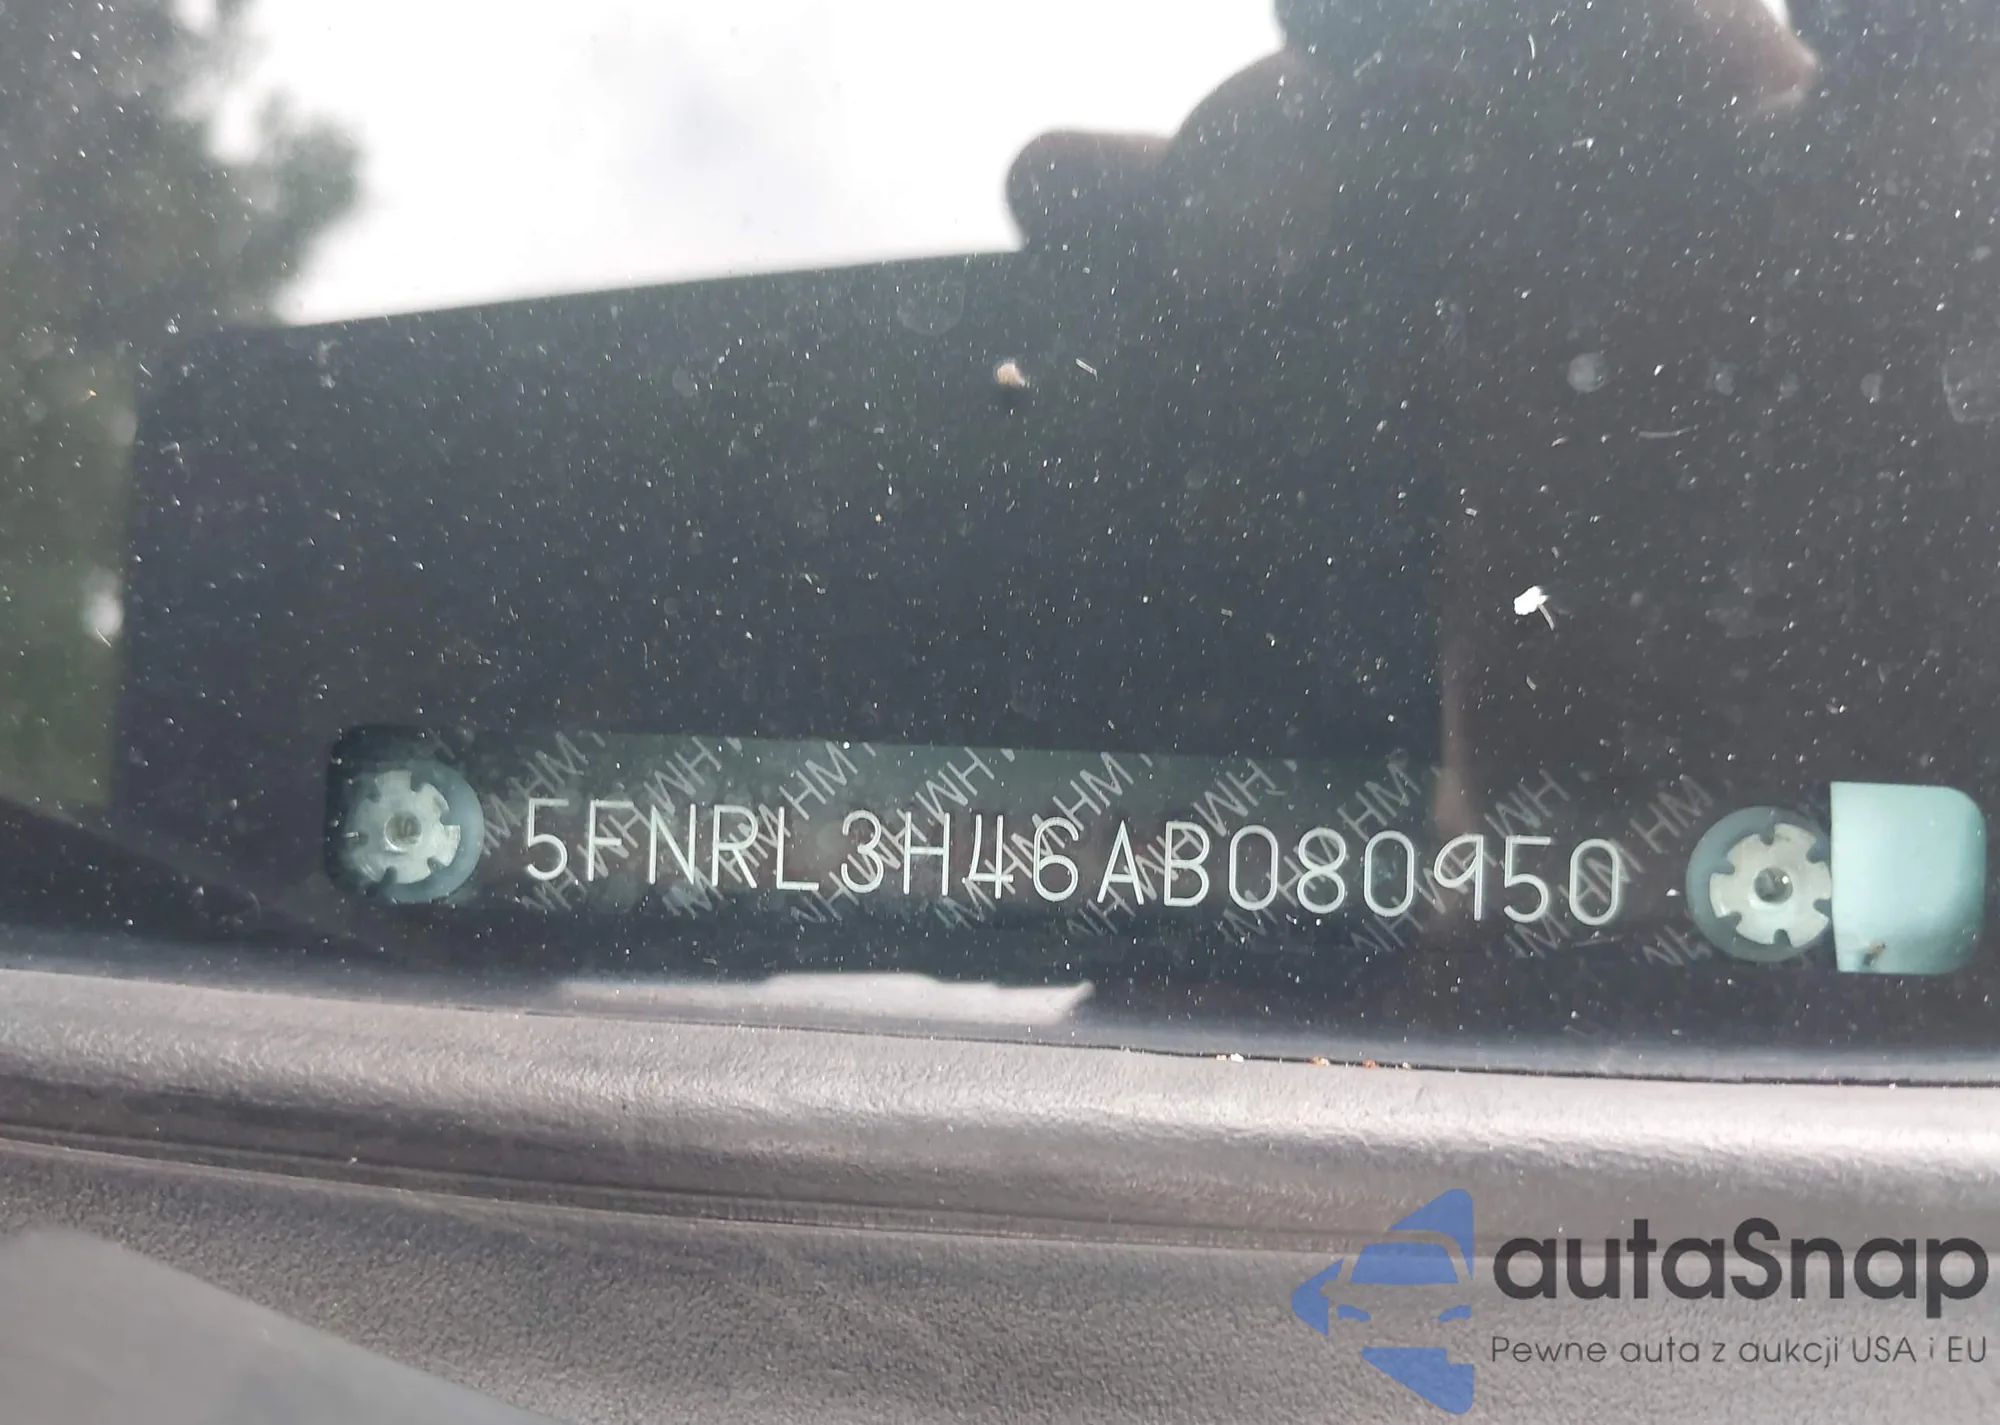 5FNRL3H46AB080950
autaSnap
Pewne auta z aukcji USA i EU